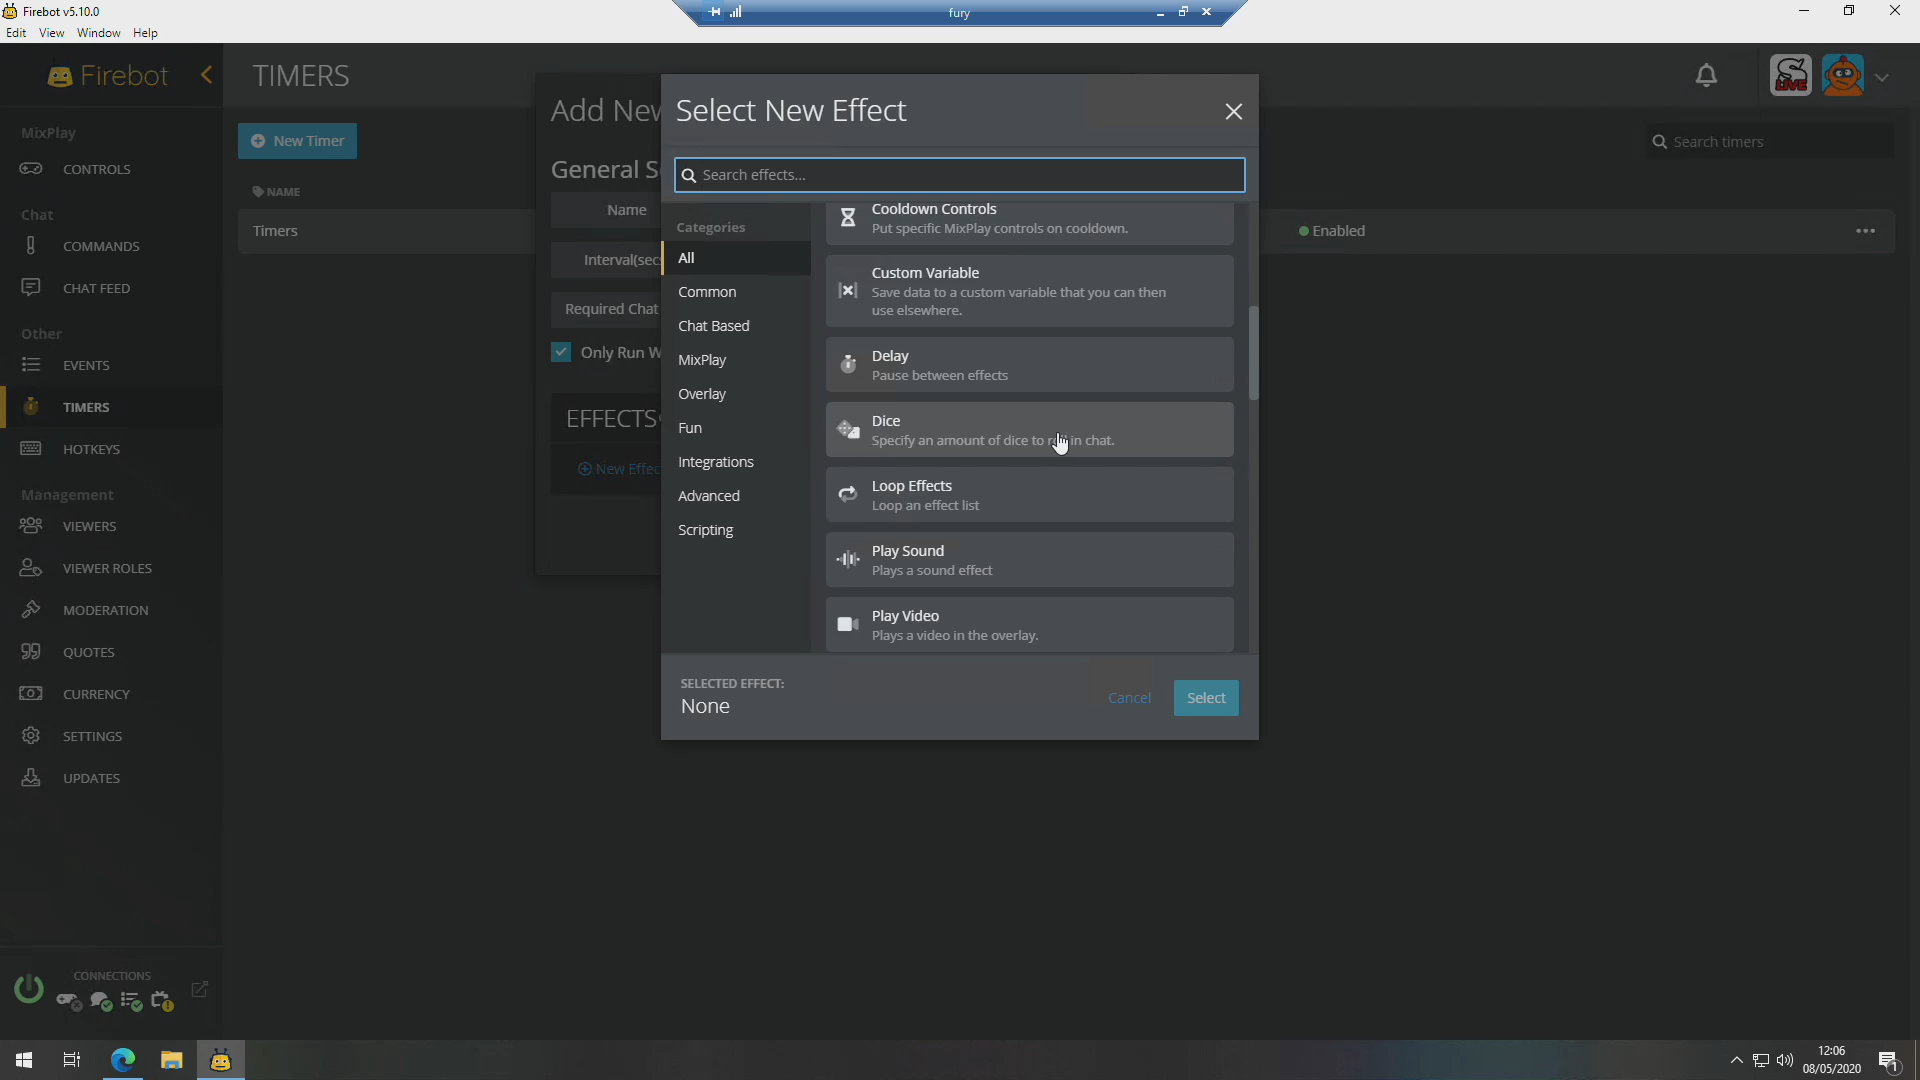 Firebot v5.10.0
fury
Edit View Window Help
Firebot
TIMERS
MixPlay
CONTROLS
Chat
COMMANDS
CHAT FEED
Other
EVENTS
TIMERS
HOTKEYS
Management
VIEWERS
VIEWER ROLES
MODERATION
QUOTES
CURRENCY
SETTINGS
UPDATES
CONNECTIONS
New Timer
Search timers
NAME
Timers
Enabled
LIVE
Add New
General S
Name
Interval(secs
Required Chat
Only Run W
EFFECTS
New Effec
Select New Effect
Search effects...
Categories
All
Common
Chat Based
MixPlay
Overlay
Fun
Integrations
Advanced
Scripting
Cooldown Controls
Put specific MixPlay controls on cooldown.
Custom Variable
Save data to a custom variable that you can then
use elsewhere.
Delay
Pause between effects
Dice
Specify an amount of dice to roll in chat.
Loop Effects
Loop an effect list
Play Sound
Plays a sound effect
Play Video
Plays a video in the overlay.
SELECTED EFFECT:
None
Cancel
Select
12:06
08/05/2020
1